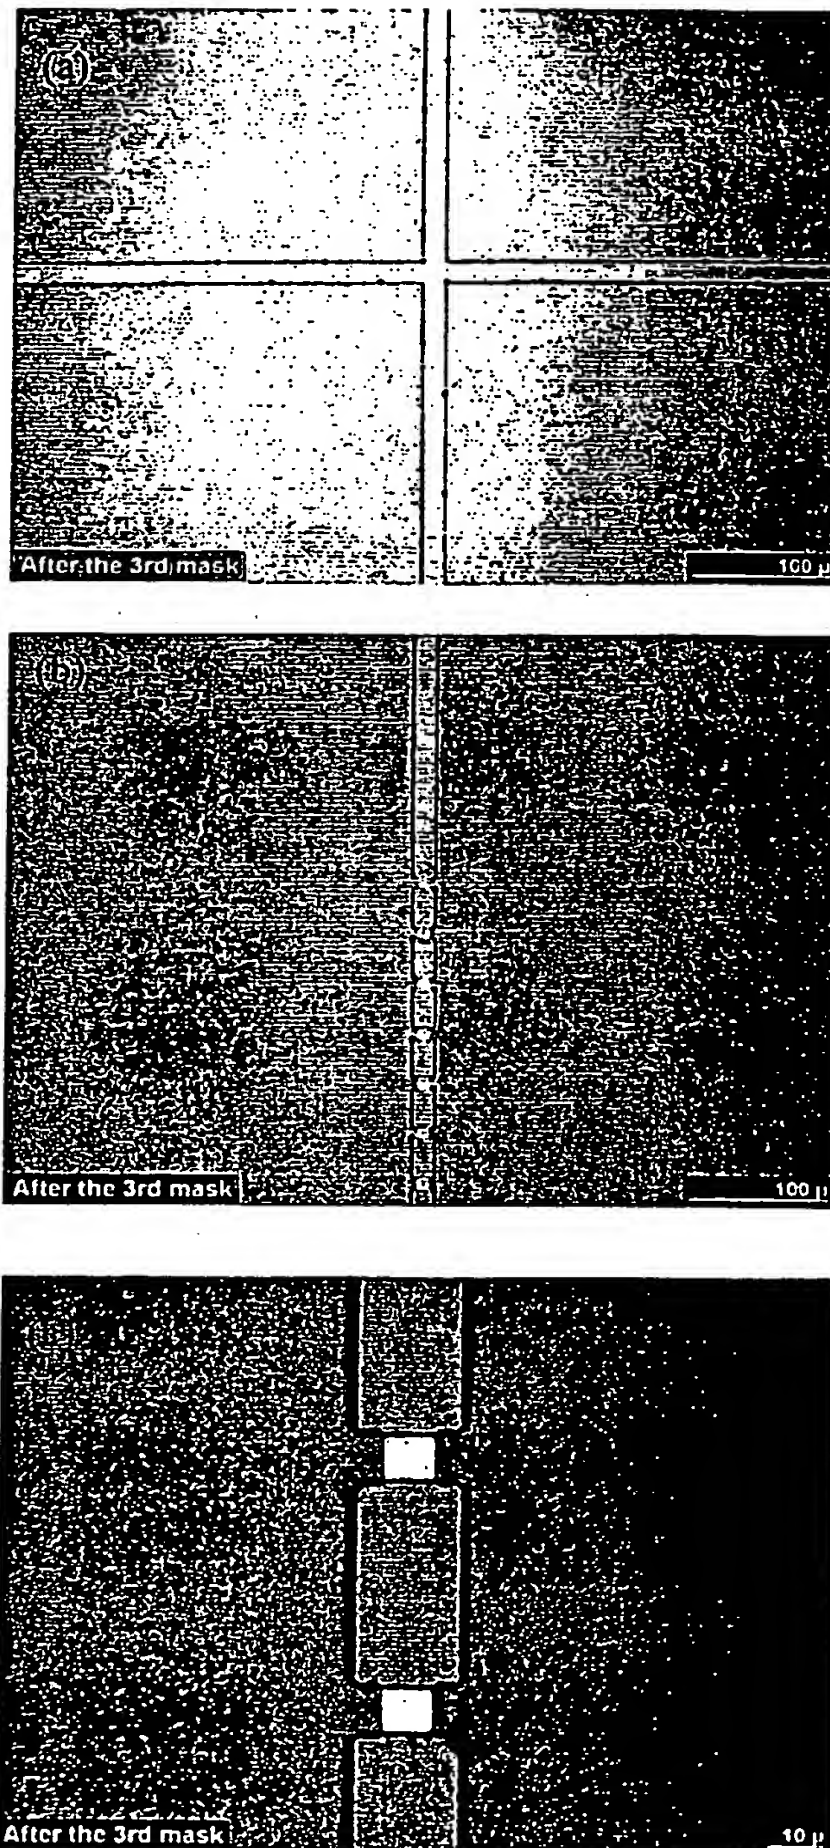 (a)
After the 3rd mask
100 µ
(b)
After the 3rd mask
100 µ
After the 3rd mask
10 µ